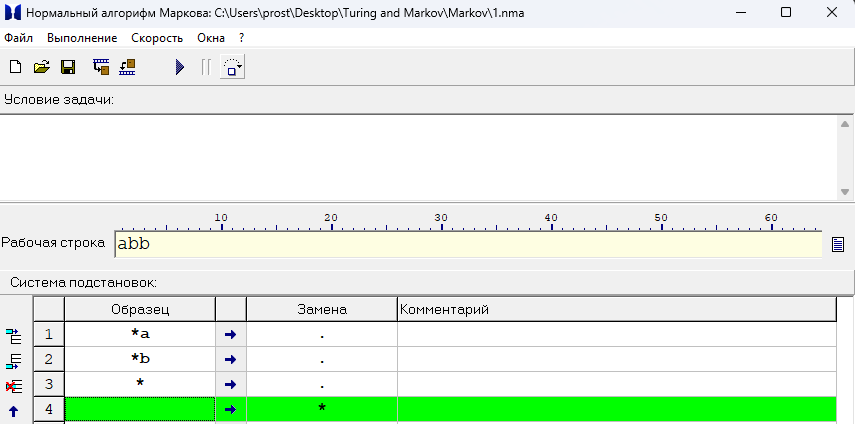 Нормальный алгорифм Маркова: C:\Users\prost\Desktop\Turing and Markov\Markov\1.nma
Файл Выполнение Скорость Окна ?
Условие задачи:
10 20 30 40 50 60
Рабочая строка abb
Система подстановок:
Образец Замена Комментарий
1 *a .
2 *b .
3 * .
4 *